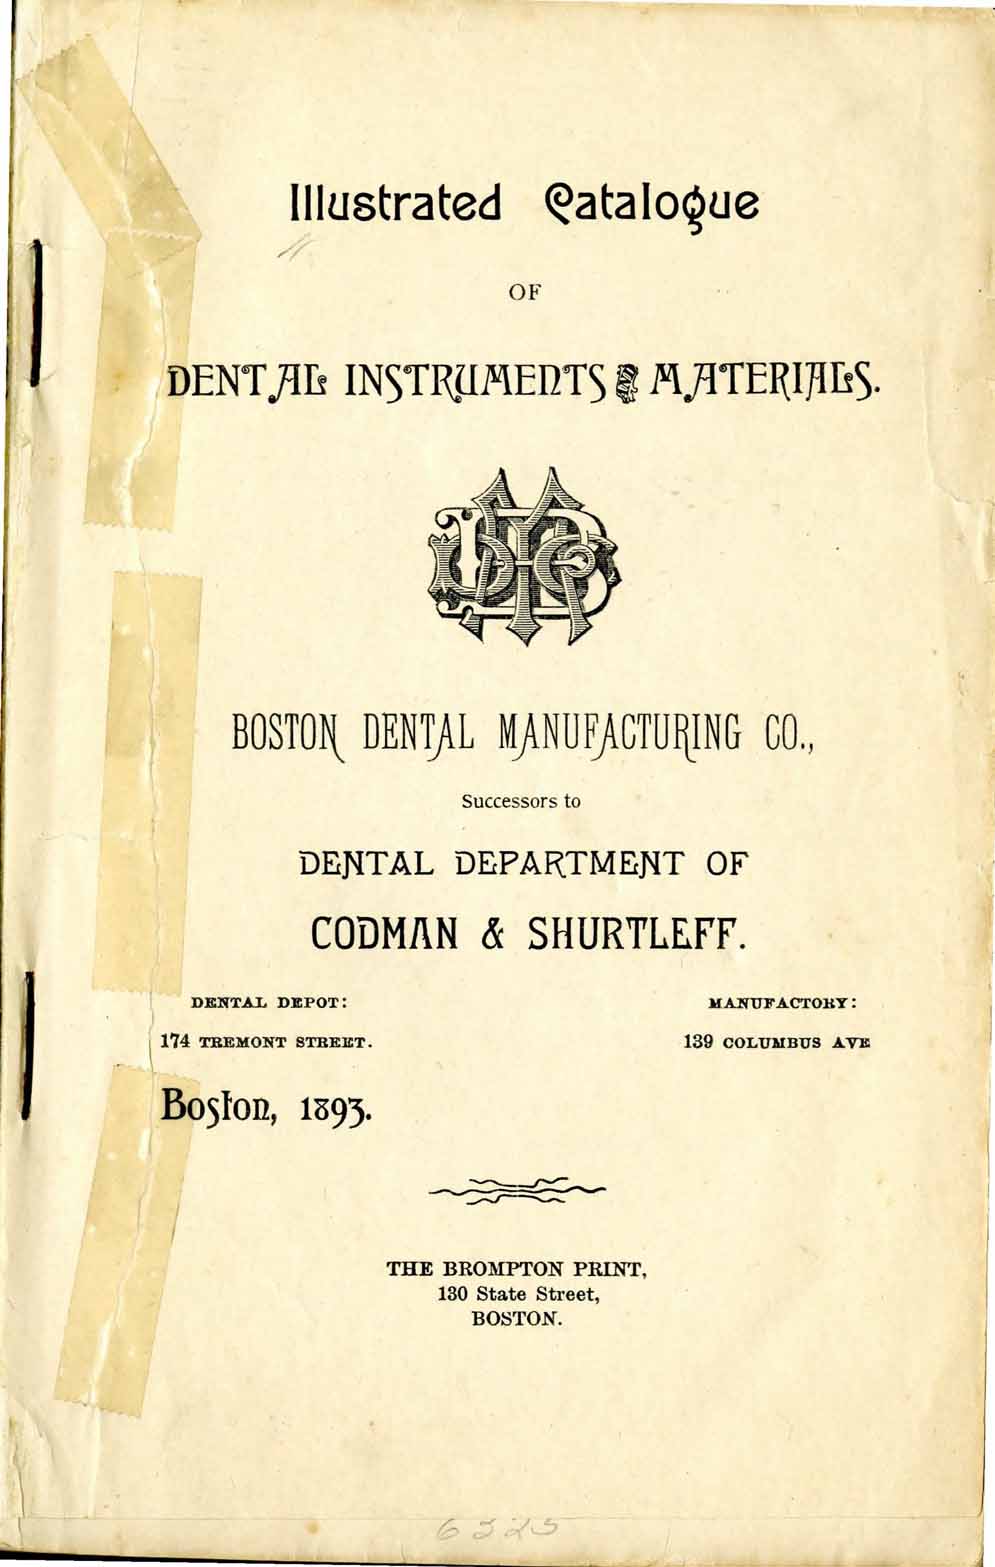 Illustrated Catalogue
OF
DENTAL INSTRUMENTS & MATERIALS.
BOSTON DENTAL MANUFACTURING CO.,
Successors to
DENTAL DEPARTMENT OF
CODMAN & SHURTLEFF.
DENTAL DEPOT:
174 TREMONT STREET.
MANUFACTORY:
139 COLUMBUS AVE
Boston, 1893.
THE BROMPTON PRINT,
130 State Street,
BOSTON.